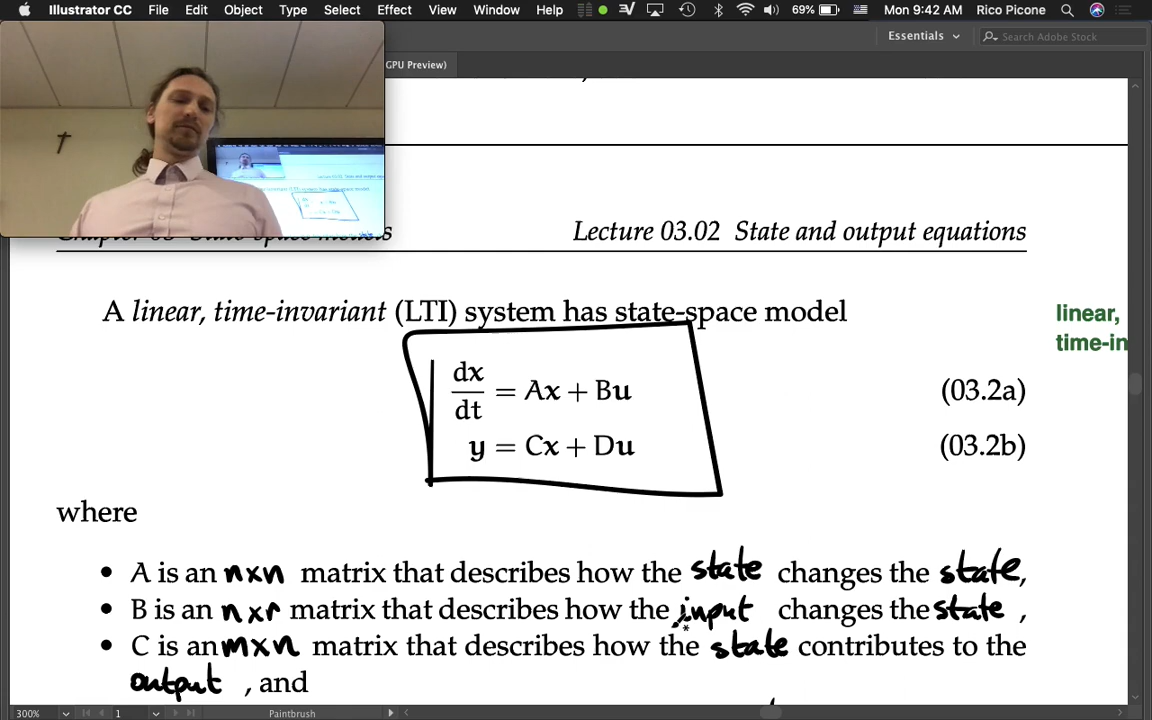 Illustrator CC File Edit Object Type Select Effect View Window Help 69% Mon 9:42 AM Rico Picone
Essentials Search Adobe Stock
GPU Preview)
Lecture 03.02 State and output equations
A linear, time-invariant (LTI) system has state-space model
linear,
time-in
dx/dt = Ax + Bu (03.2a)
y = Cx + Du (03.2b)
where
• A is an n×n matrix that describes how the state changes the state,
• B is an n×r matrix that describes how the input changes the state ,
• C is an m×n matrix that describes how the state contributes to the
output , and
300% 1 Paintbrush